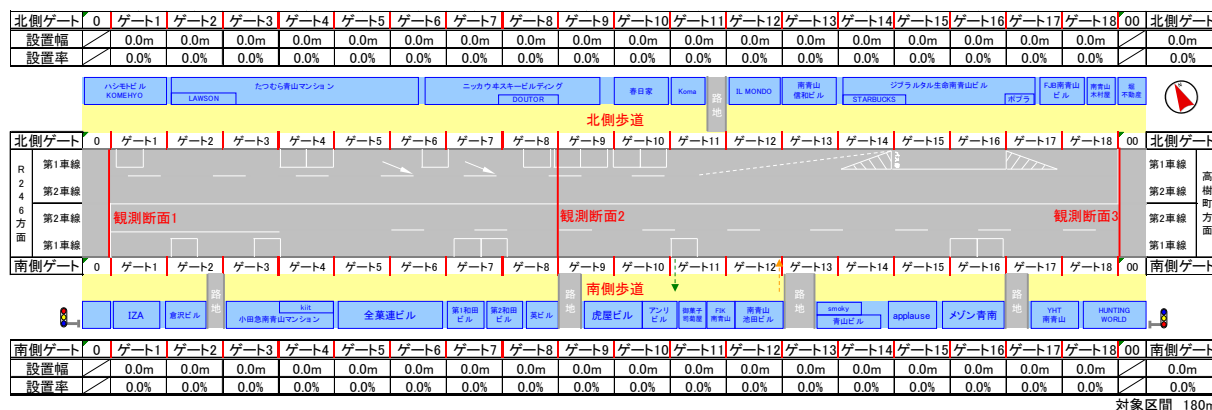 北側ゲート 0 ゲート1 ゲート2 ゲート3 ゲート4 ゲート5 ゲート6 ゲート7 ゲート8 ゲート9 ゲート10 ゲート11 ゲート12 ゲート13 ゲート14 ゲート15 ゲート16 ゲート17 ゲート18 00 北側ゲート
設置幅 0.0m 0.0m 0.0m 0.0m 0.0m 0.0m 0.0m 0.0m 0.0m 0.0m 0.0m 0.0m 0.0m 0.0m 0.0m 0.0m 0.0m 0.0m 0.0m
設置率 0.0% 0.0% 0.0% 0.0% 0.0% 0.0% 0.0% 0.0% 0.0% 0.0% 0.0% 0.0% 0.0% 0.0% 0.0% 0.0% 0.0% 0.0% 0.0%
ハシモトビル
KOMEHYO
たつむら青山マンション
LAWSON
ニッカウヰスキービルディング
DOUTOR
春日家
Koma
路地
IL MONDO
南青山
信和ビル
ジブラルタル生命南青山ビル
STARBUCKS
ポプラ
FJB南青山
ビル
南青山
木村屋
堀
不動産
北側歩道
北側ゲート 0 ゲート1 ゲート2 ゲート3 ゲート4 ゲート5 ゲート6 ゲート7 ゲート8 ゲート9 ゲート10 ゲート11 ゲート12 ゲート13 ゲート14 ゲート15 ゲート16 ゲート17 ゲート18 00 北側ゲート
R246方面
第1車線
第2車線
第2車線
第1車線
観測断面1
観測断面2
観測断面3
第1車線
第2車線
第2車線
第1車線
高樹町方面
南側ゲート 0 ゲート1 ゲート2 ゲート3 ゲート4 ゲート5 ゲート6 ゲート7 ゲート8 ゲート9 ゲート10 ゲート11 ゲート12 ゲート13 ゲート14 ゲート15 ゲート16 ゲート17 ゲート18 00 南側ゲート
南側歩道
IZA
倉沢ビル
路地
kiit
小田急南青山マンション
全菓連ビル
第1和田
ビル
第2和田
ビル
英ビル
路地
虎屋ビル
アンリ
ビル
御菓子
司菊屋
FIK
南青山
南青山
池田ビル
路地
smoky
青山ビル
applause
メゾン青南
路地
YHT
南青山
HUNTING
WORLD
南側ゲート 0 ゲート1 ゲート2 ゲート3 ゲート4 ゲート5 ゲート6 ゲート7 ゲート8 ゲート9 ゲート10 ゲート11 ゲート12 ゲート13 ゲート14 ゲート15 ゲート16 ゲート17 ゲート18 00 南側ゲート
設置幅 0.0m 0.0m 0.0m 0.0m 0.0m 0.0m 0.0m 0.0m 0.0m 0.0m 0.0m 0.0m 0.0m 0.0m 0.0m 0.0m 0.0m 0.0m 0.0m
設置率 0.0% 0.0% 0.0% 0.0% 0.0% 0.0% 0.0% 0.0% 0.0% 0.0% 0.0% 0.0% 0.0% 0.0% 0.0% 0.0% 0.0% 0.0% 0.0%
対象区間 180m